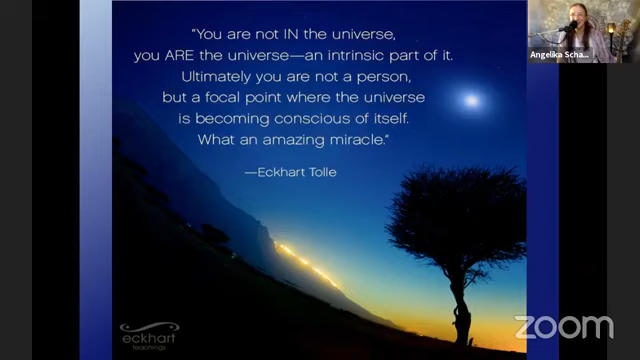 "You are not IN the universe,
you ARE the universe—an intrinsic part of it.
Ultimately you are not a person,
but a focal point where the universe
is becoming conscious of itself.
What an amazing miracle."
—Eckhart Tolle
Angelika Scha...
eckhart
teachings
zoom